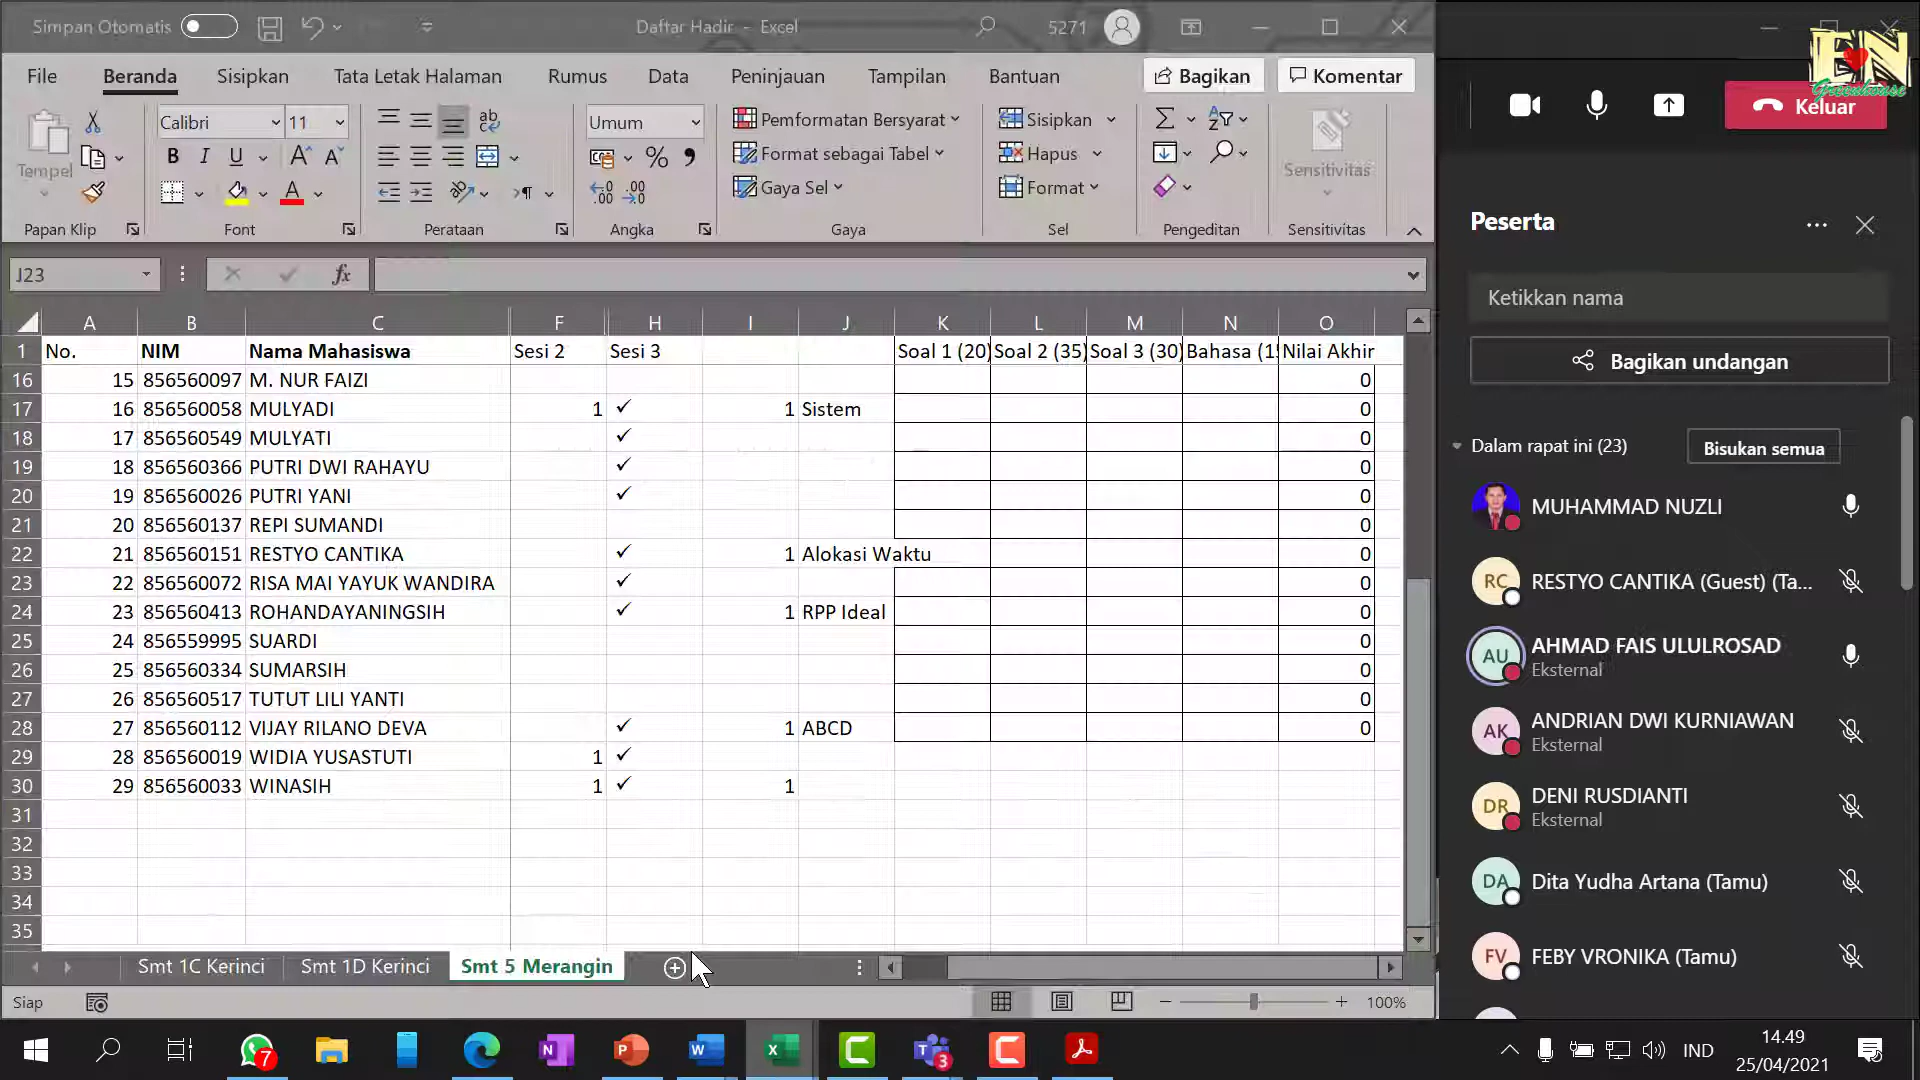 Simpan Otomatis
Daftar Hadir - Excel
5271
File
Beranda
Sisipkan
Tata Letak Halaman
Rumus
Data
Peninjauan
Tampilan
Bantuan
Bagikan
Komentar
Tempel
Calibri
11
Umum
Pemformatan Bersyarat
Format sebagai Tabel
Gaya Sel
Sisipkan
Hapus
Format
Sensitivitas
Papan Klip
Font
Perataan
Angka
Gaya
Sel
Pengeditan
Sensitivitas
J23
fx
A B C F H I J K L M N O
1 No. NIM Nama Mahasiswa Sesi 2 Sesi 3 Soal 1 (20) Soal 2 (35) Soal 3 (30) Bahasa (15 Nilai Akhir
16 15 856560097 M. NUR FAIZI 0
17 16 856560058 MULYADI 1 ✓ 1 Sistem 0
18 17 856560549 MULYATI ✓ 0
19 18 856560366 PUTRI DWI RAHAYU ✓ 0
20 19 856560026 PUTRI YANI ✓ 0
21 20 856560137 REPI SUMANDI 0
22 21 856560151 RESTYO CANTIKA ✓ 1 Alokasi Waktu 0
23 22 856560072 RISA MAI YAYUK WANDIRA ✓ 0
24 23 856560413 ROHANDAYANINGSIH ✓ 1 RPP Ideal 0
25 24 856559995 SUARDI 0
26 25 856560334 SUMARSIH 0
27 26 856560517 TUTUT LILI YANTI 0
28 27 856560112 VIJAY RILANO DEVA ✓ 1 ABCD 0
29 28 856560019 WIDIA YUSASTUTI 1 ✓
30 29 856560033 WINASIH 1 ✓ 1
31
32
33
34
35
Smt 1C Kerinci
Smt 1D Kerinci
Smt 5 Merangin
Siap
100%
EN
Greenhouse
Keluar
Peserta
Ketikkan nama
Bagikan undangan
Dalam rapat ini (23)
Bisukan semua
MUHAMMAD NUZLI
RC RESTYO CANTIKA (Guest) (Ta...
AU AHMAD FAIS ULULROSAD
Eksternal
AK ANDRIAN DWI KURNIAWAN
Eksternal
DR DENI RUSDIANTI
Eksternal
DA Dita Yudha Artana (Tamu)
FV FEBY VRONIKA (Tamu)
7
3
IND
14.49
25/04/2021